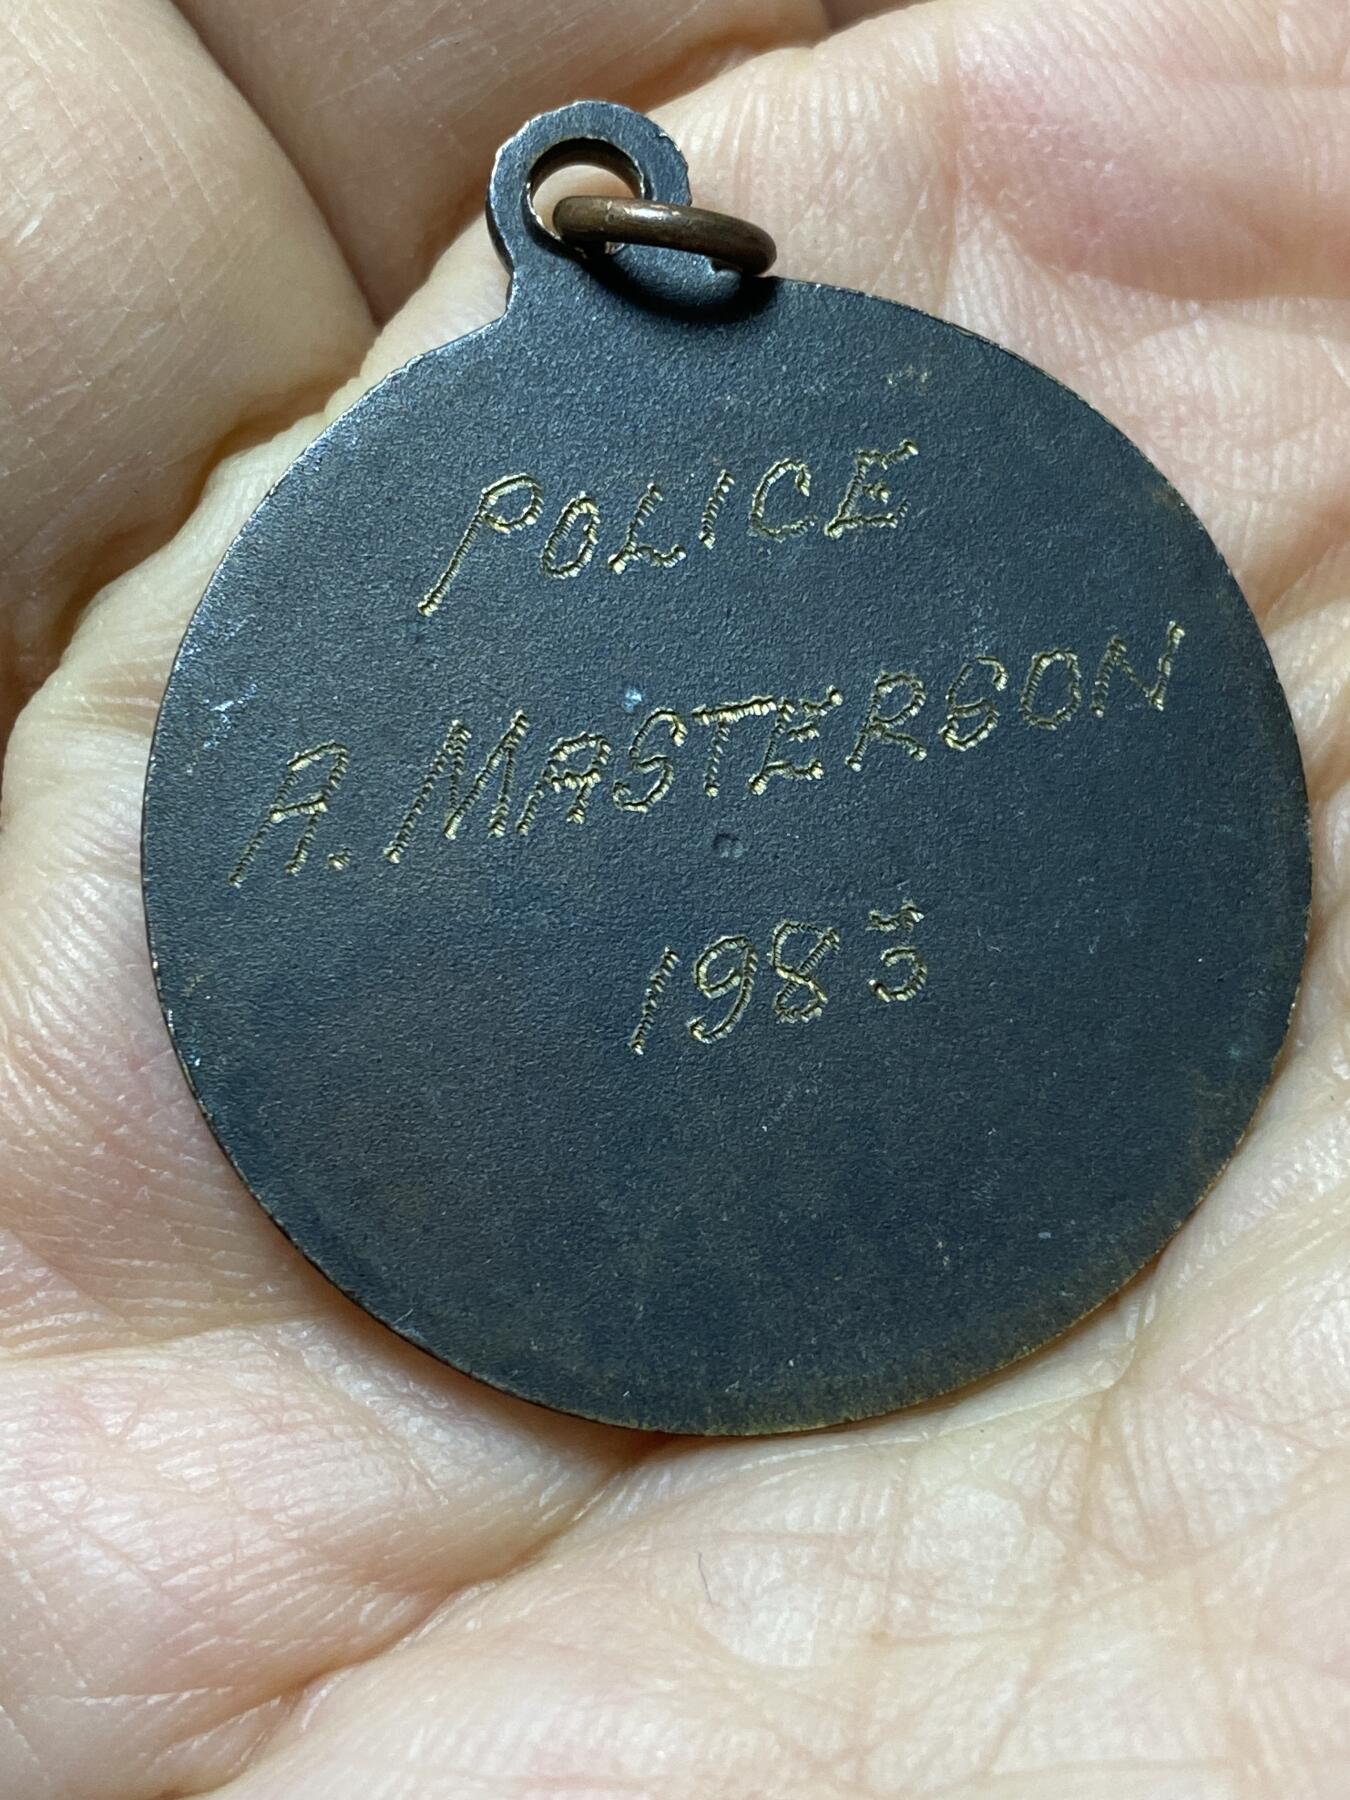 POLICE
A. MASTERSON
1983